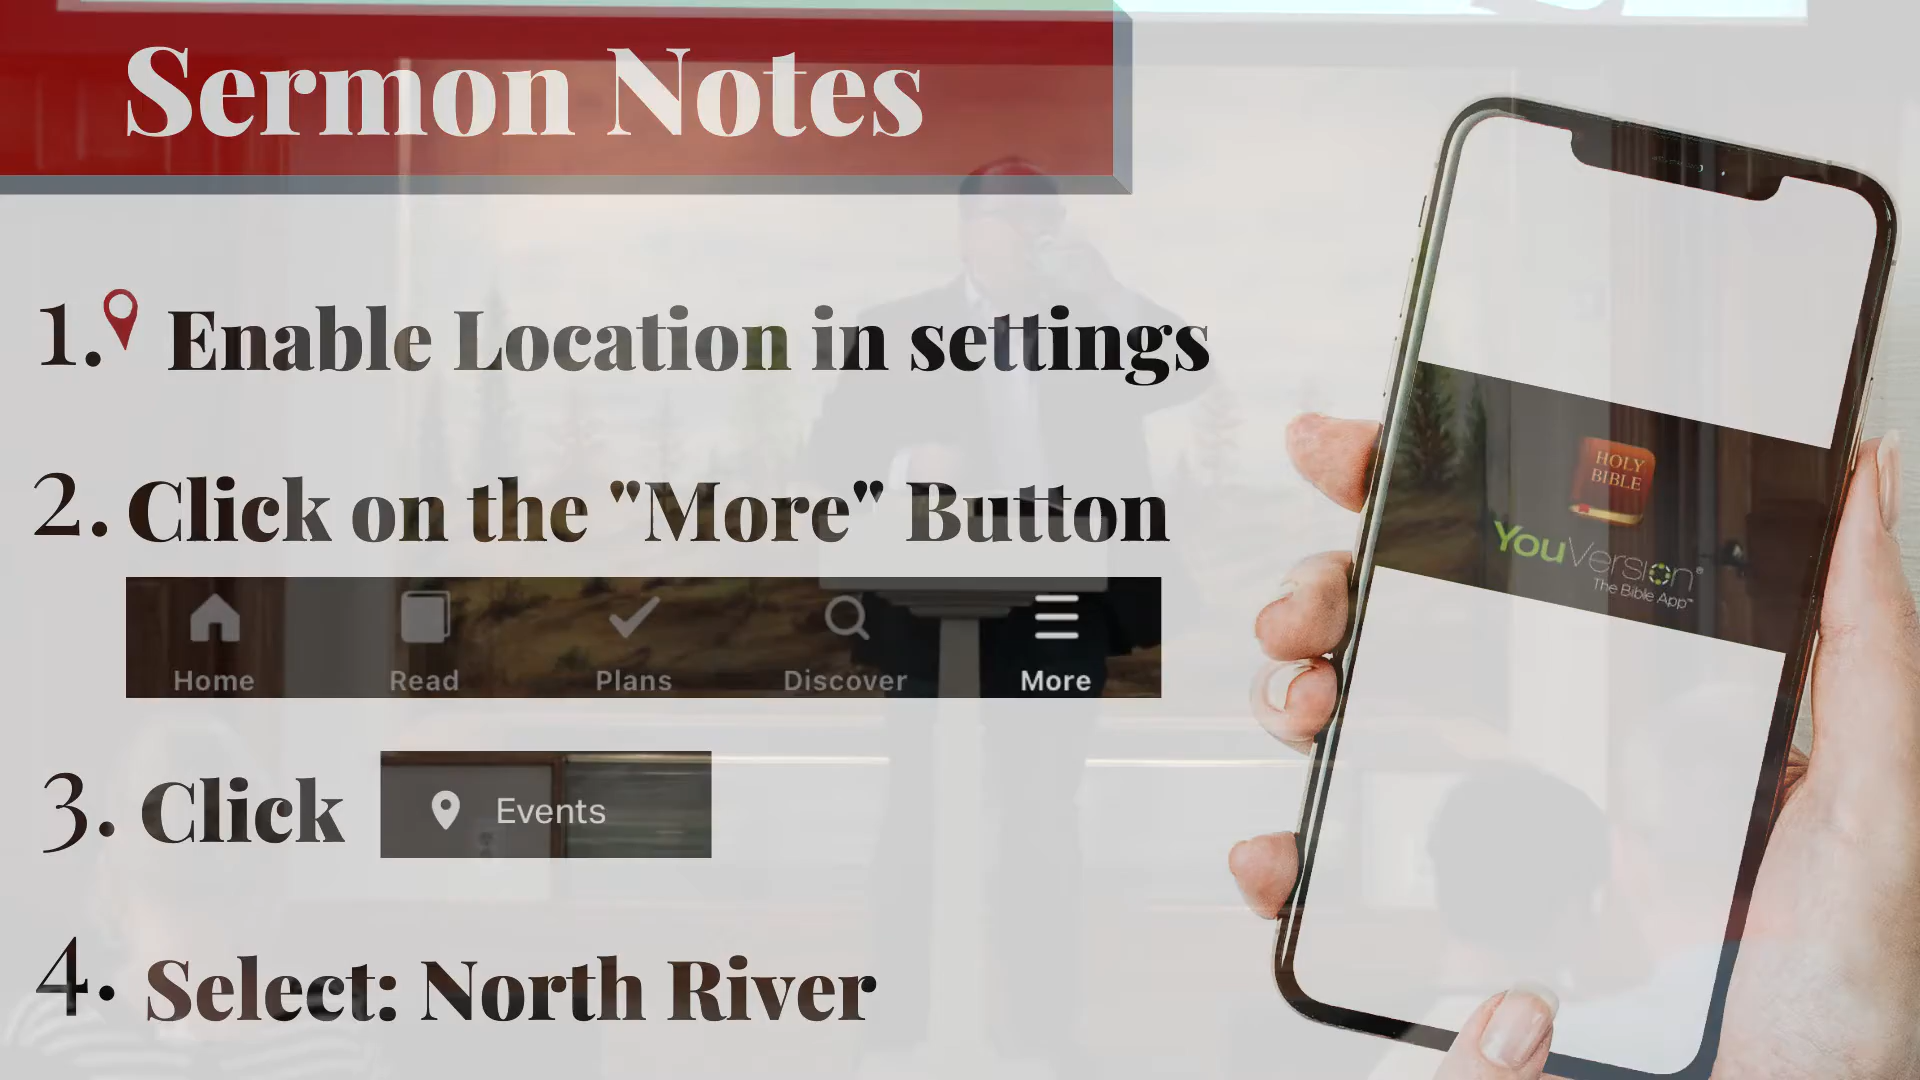 Sermon Notes
1. Enable Location in settings
2. Click on the "More" Button
Home Read Plans Discover More
3. Click Events
4. Select: North River
HOLY
BIBLE
YouVersion®
The Bible App™